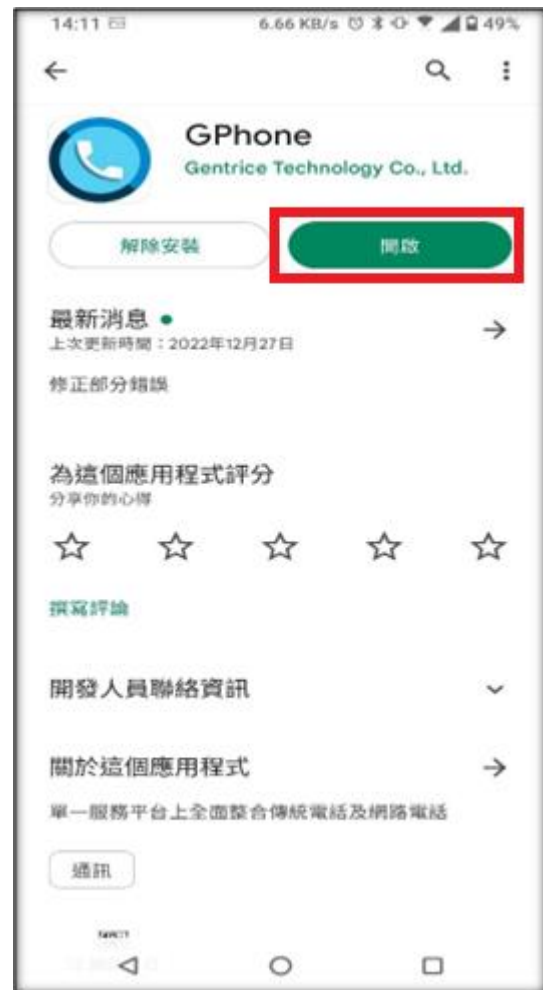 14:11
6.66 KB/s 49%
GPhone
Gentrice Technology Co., Ltd.
解除安裝
開啟
最新消息
上次更新時間：2022年12月27日
修正部分錯誤
為這個應用程式評分
分享你的心得
撰寫評論
開發人員聯絡資訊
關於這個應用程式
單一服務平台上全面整合傳統電話及網路電話
通訊